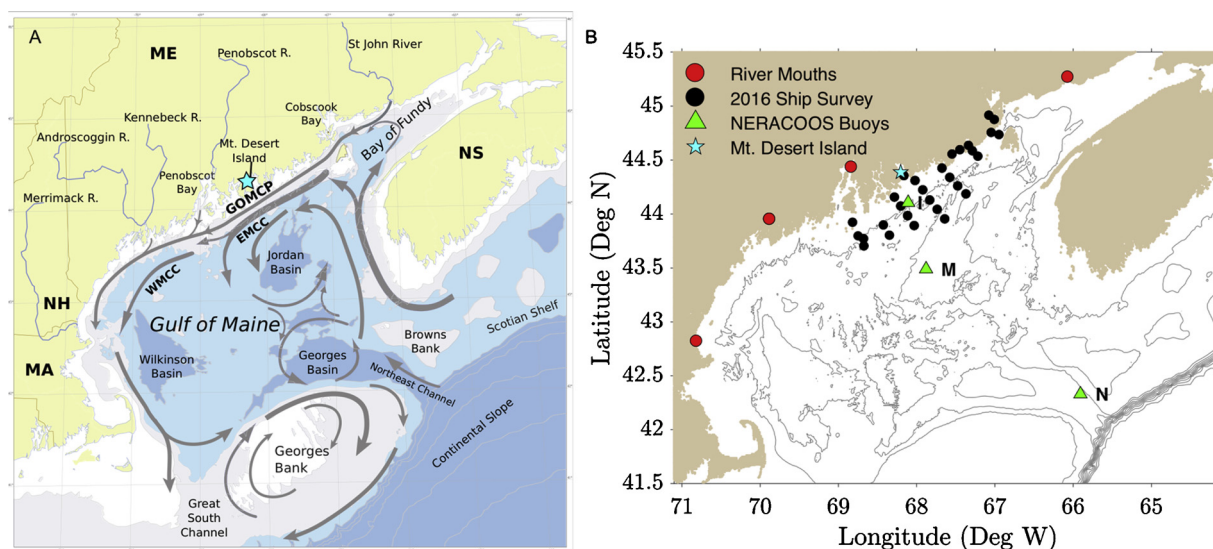 A
ME
Penobscot R.
St John River
Cobscook
Bay
Kennebeck R.
Androscoggin R.
Mt. Desert
Island
Bay of Fundy
NS
Penobscot
Bay
GOMCP
Merrimack R.
EMCC
WMCC
Jordan
Basin
NH
Gulf of Maine
Scotian Shelf
Browns
Bank
MA
Wilkinson
Basin
Georges
Basin
Northeast Channel
Continental Slope
Georges
Bank
Great
South
Channel
B
45.5
45
44.5
44
43.5
43
42.5
42
41.5
Latitude (Deg N)
River Mouths
2016 Ship Survey
NERACOOS Buoys
Mt. Desert Island
I
M
N
71 70 69 68 67 66 65
Longitude (Deg W)